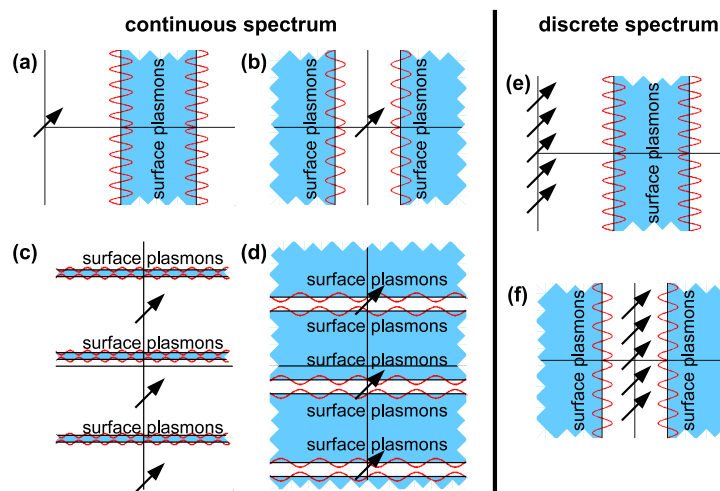 continuous spectrum
discrete spectrum
(a)
surface plasmons
(b)
surface plasmons
surface plasmons
(e)
surface plasmons
(c)
surface plasmons
surface plasmons
surface plasmons
(d)
surface plasmons
surface plasmons
surface plasmons
surface plasmons
surface plasmons
(f)
surface plasmons
surface plasmons